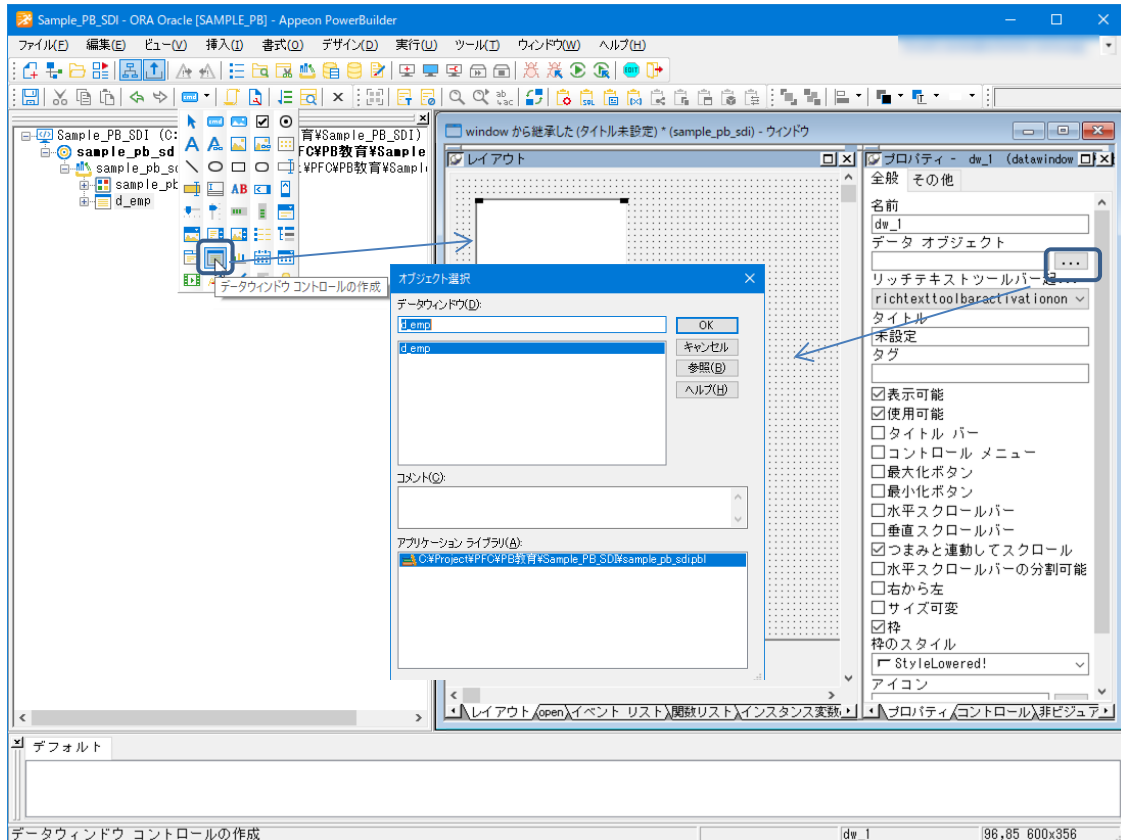 Sample_PB_SDI - ORA Oracle [SAMPLE_PB] - Appeon PowerBuilder
ファイル(F) 編集(E) ビュー(V) 挿入(I) 書式(O) デザイン(D) 実行(U) ツール(T) ウィンドウ(W) ヘルプ(H)
Sample_PB_SDI (C:
育¥Sample_PB_SDI)
sample_pb_sd
FC¥PB教育¥Sample
sample_pb_sd
¥PFC¥PB教育¥Sampl
sample_pb
d_emp
データウィンドウ コントロールの作成
window から継承した (タイトル未設定) * (sample_pb_sdi) - ウィンドウ
レイアウト
オブジェクト選択
データウィンドウ(D):
d_emp
d_emp
OK
キャンセル
参照(B)
ヘルプ(H)
コメント(C):
アプリケーション ライブラリ(A):
C:¥Project¥PFC¥PB教育¥Sample_PB_SDI¥sample_pb_sdi.pbl
レイアウト open イベント リスト 関数リスト インスタンス変数
プロパティ - dw_1 (datawindow
全般 その他
名前
dw_1
データ オブジェクト
...
リッチテキストツールバー起...
richtexttoolbaractivationon
タイトル
未設定
タグ
表示可能
使用可能
タイトル バー
コントロール メニュー
最大化ボタン
最小化ボタン
水平スクロールバー
垂直スクロールバー
つまみと連動してスクロール
水平スクロールバーの分割可能
右から左
サイズ可変
枠
枠のスタイル
StyleLowered!
アイコン
プロパティ コントロール 非ビジュア
デフォルト
データウィンドウ コントロールの作成
dw_1
96,85 600x356